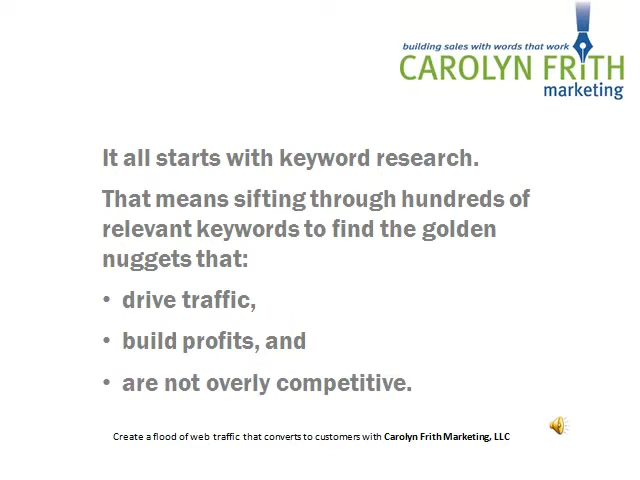 building sales with words that work
CAROLYN FRITH
marketing
It all starts with keyword research.
That means sifting through hundreds of
relevant keywords to find the golden
nuggets that:
• drive traffic,
• build profits, and
• are not overly competitive.
Create a flood of web traffic that converts to customers with Carolyn Frith Marketing, LLC